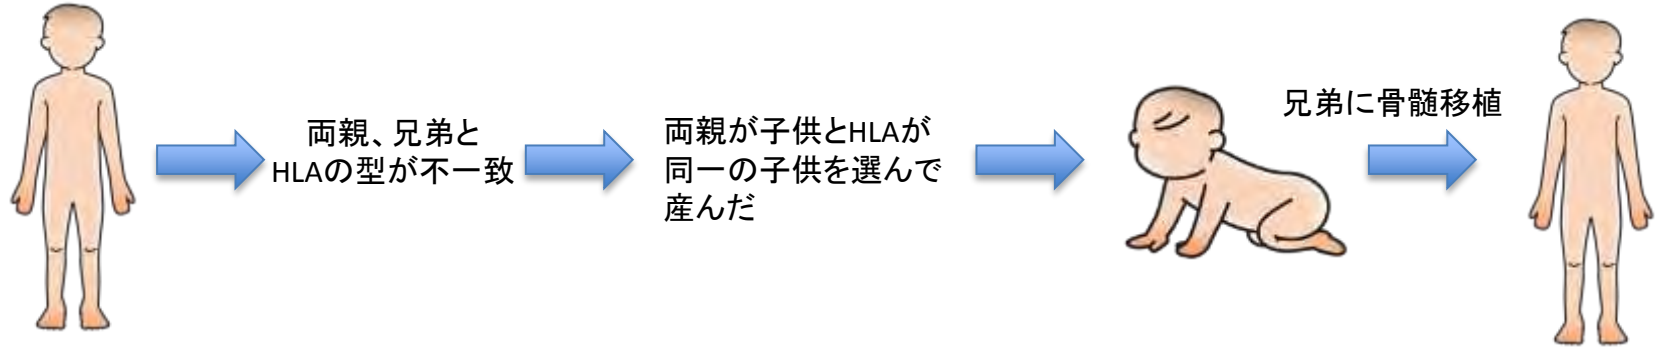 両親、兄弟と
HLAの型が不一致
両親が子供とHLAが
同一の子供を選んで
産んだ
兄弟に骨髄移植